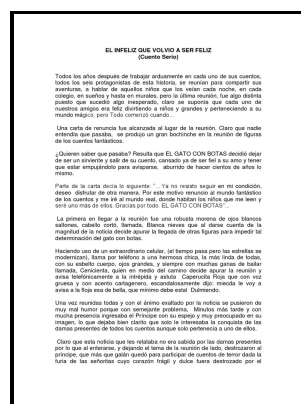 EL INFELIZ QUE VOLVIO A SER FELIZ
(Cuento Serio)
Todos los años después de trabajar arduamente en cada uno de sus cuentos,
todos los seis protagonistas de esta historia, se reunían para compartir sus
aventuras, a hablar de aquellos niños que los veían cada noche, en cada
colegio, en sueños y hasta en murales, pero la última reunión, fue algo distinta
puesto que sucedió algo inesperado, claro se suponía que cada uno de
nuestros amigos era feliz divirtiendo a niños y grandes y perteneciendo a su
mundo mágico, pero Todo comenzó cuando...
Una carta de renuncia fue alcanzada al lugar de la reunión. Claro que nadie
entendía que pasaba, se produjo un gran bochinche en la reunión de figuras
de los cuentos fantásticos.
¿Quieren saber que pasaba? Resulta que EL GATO CON BOTAS decidió dejar
de ser un sirviente y salir de su cuento, cansado ya de ser fiel a su amo y tener
que estar empujándolo para avisparse, aburrido de hacer cientos de años lo
mismo.
Parte de la carta decía lo siguiente: "... Ya no resisto seguir en mi condición,
deseo disfrutar de otra manera. Por este motivo renuncio al mundo fantástico
de los cuentos y me iré al mundo real, donde habitan los niños que me leen y
seré uno más de ellos. Gracias por todo. EL GATO CON BOTAS"...
La primera en llegar a la reunión fue una robusta morena de ojos blancos
saltones, cabello cortó, llamada, Blanca nieves que al darse cuenta de la
magnitud de la noticia decide apurar la llegada de otras figuras para impedir tal
determinación del gato con botas.
Haciendo uso de un extraordinario celular, (el tiempo pasa y las estrellas se
modernizan), llama por teléfono a una hermosa chica, la más linda de todas,
con su esbelto cuerpo, ojos grandes, y siempre con muchas ganas de bailar
llamada, Cenicienta, quien en medio del camino decide apurar la reunión y
avisa telefónicamente a la intrépida y astuta Caperucita Roja que con voz
gruesa y con acento cartagenero, escandalosamente dijo: miecda le voy a
avisa a la floja esa de bella, que mínimo debe está! Dulmiendo.
Una vez reunidas todas y con el ánimo exaltado por la noticia se pusieron de
muy mal humor porque con semejante problema, Minutos más tarde y con
mucha presencia ingresaba el Príncipe con su espejo y muy preocupado en su
imagen, lo que dejaba bien clarito que solo le interesaba la conquista de las
damas presentes de todos los cuentos aunque solo pertenecía a uno de ellos.
Claro que esta noticia que les relataba no era sabida por las damas presentes
por lo que al enterarse, y dejando el tema de la reunión de lado, destrozaron al
príncipe, que más que galán quedó para participar de cuentos de terror dada la
furia de las señoritas cuyo corazón frágil y dulce fuera destrozado por el